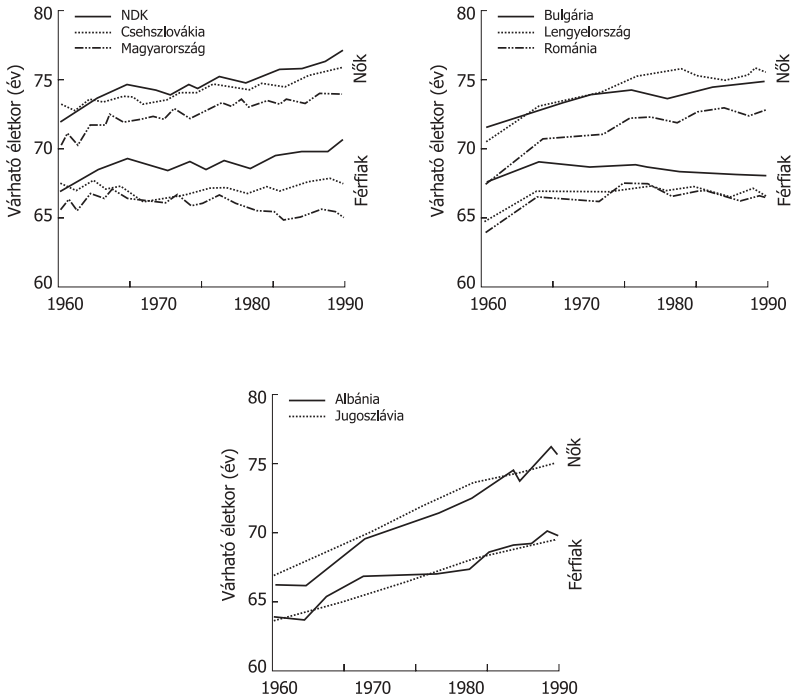 NDK
Csehszlovákia
Magyarország
Várható életkor (év)
80
75
70
65
60
1960 1970 1980 1990
Nők
Férfiak
Bulgária
Lengyelország
Románia
Várható életkor (év)
80
75
70
65
60
1960 1970 1980 1990
Nők
Férfiak
Albánia
Jugoszlávia
Várható életkor (év)
80
75
70
65
60
1960 1970 1980 1990
Nők
Férfiak